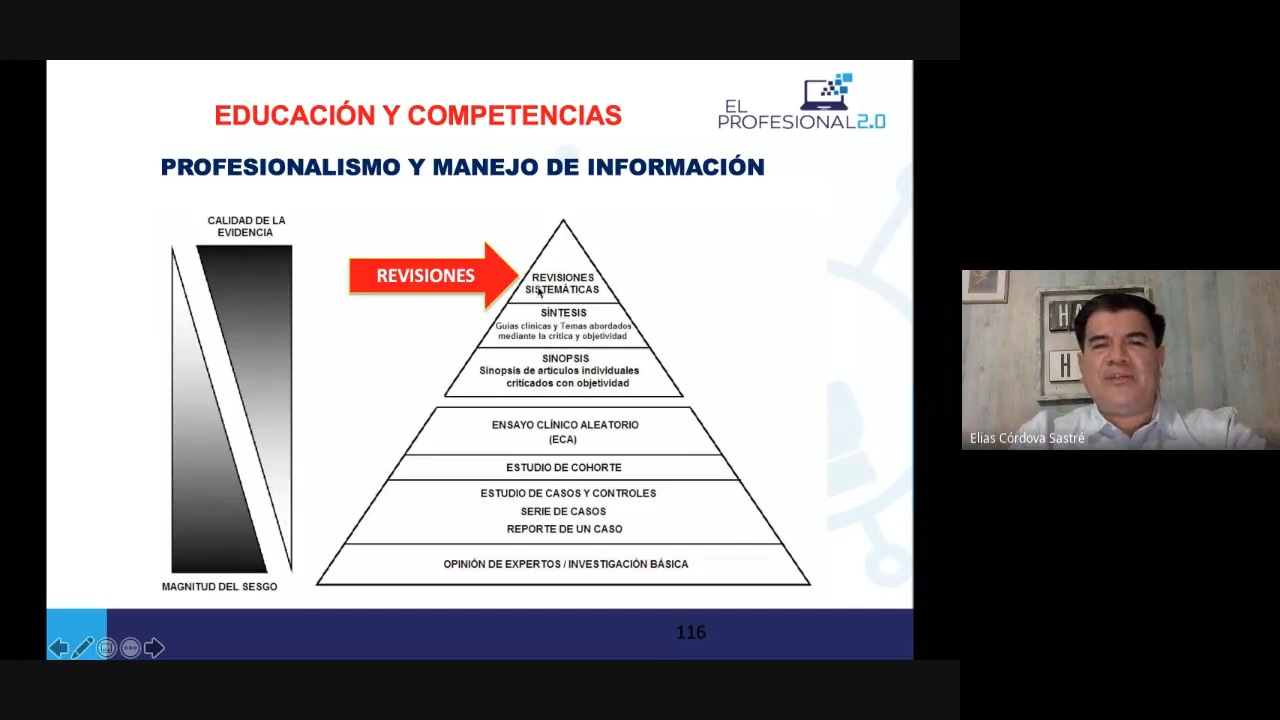 EL
PROFESIONAL2.0
EDUCACIÓN Y COMPETENCIAS
PROFESIONALISMO Y MANEJO DE INFORMACIÓN
CALIDAD DE LA
EVIDENCIA
MAGNITUD DEL SESGO
REVISIONES
REVISIONES
SISTEMÁTICAS
SÍNTESIS
Guías clínicas y Temas abordados
mediante la crítica y objetividad
SINOPSIS
Sinopsis de artículos individuales
criticados con objetividad
ENSAYO CLÍNICO ALEATORIO
(ECA)
ESTUDIO DE COHORTE
ESTUDIO DE CASOS Y CONTROLES
SERIE DE CASOS
REPORTE DE UN CASO
OPINIÓN DE EXPERTOS / INVESTIGACIÓN BÁSICA
116
Elias Córdova Sastré